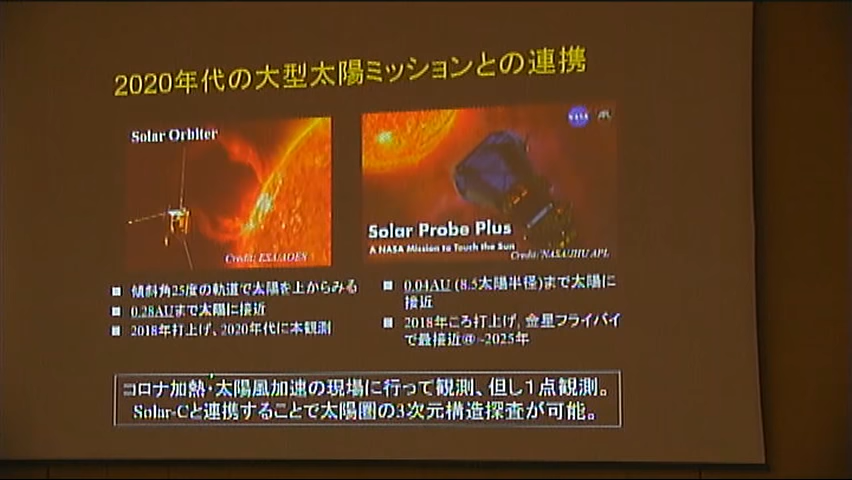 2020年代の大型太陽ミッションとの連携
Solar Orbiter
Credit: ESA/AOES
NASA
APL
Solar Probe Plus
A NASA Mission to Touch the Sun
Credit: NASA/JHU APL
■ 傾斜角25度の軌道で太陽を上からみる
■ 0.28AUまで太陽に接近
■ 2018年打上げ、2020年代に本観測
■ 0.04AU (8.5太陽半径)まで太陽に
接近
■ 2018年ころ打上げ, 金星フライバイ
で最接近@~2025年
コロナ加熱・太陽風加速の現場に行って観測、但し1点観測。
Solar-Cと連携することで太陽圏の3次元構造探査が可能。